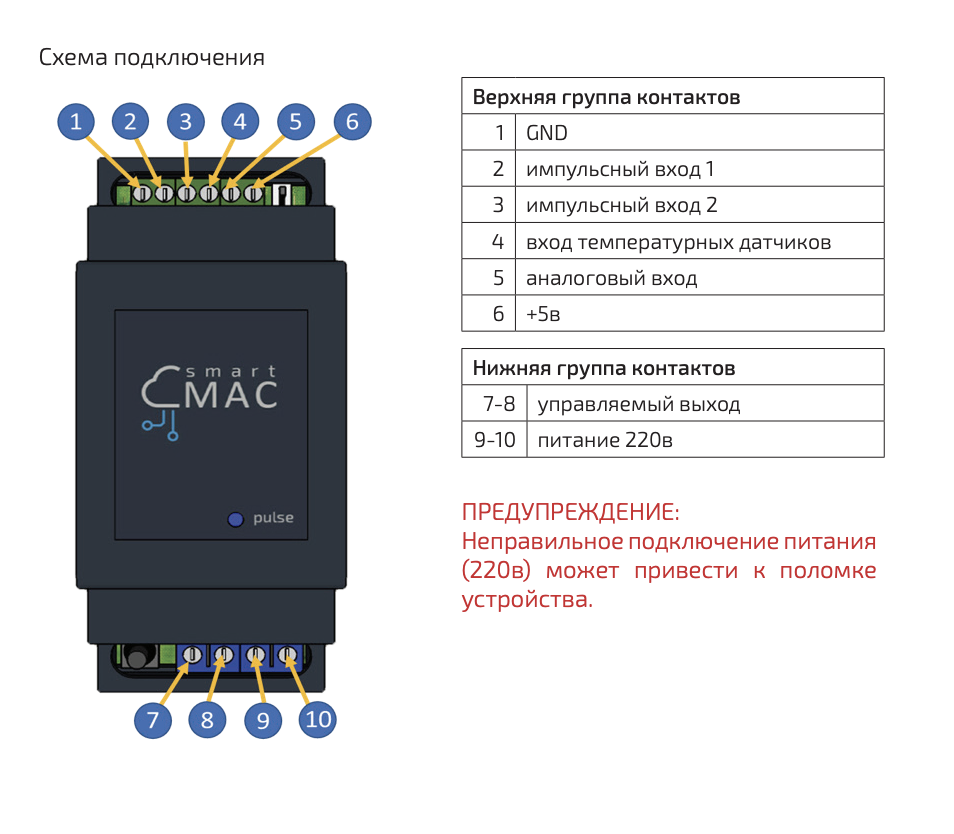 Схема подключения
1 2 3 4 5 6
smart
MAC
pulse
7 8 9 10
Верхняя группа контактов
1 GND
2 импульсный вход 1
3 импульсный вход 2
4 вход температурных датчиков
5 аналоговый вход
6 +5в
Нижняя группа контактов
7-8 управляемый выход
9-10 питание 220в
ПРЕДУПРЕЖДЕНИЕ:
Неправильное подключение питания
(220в) может привести к поломке
устройства.